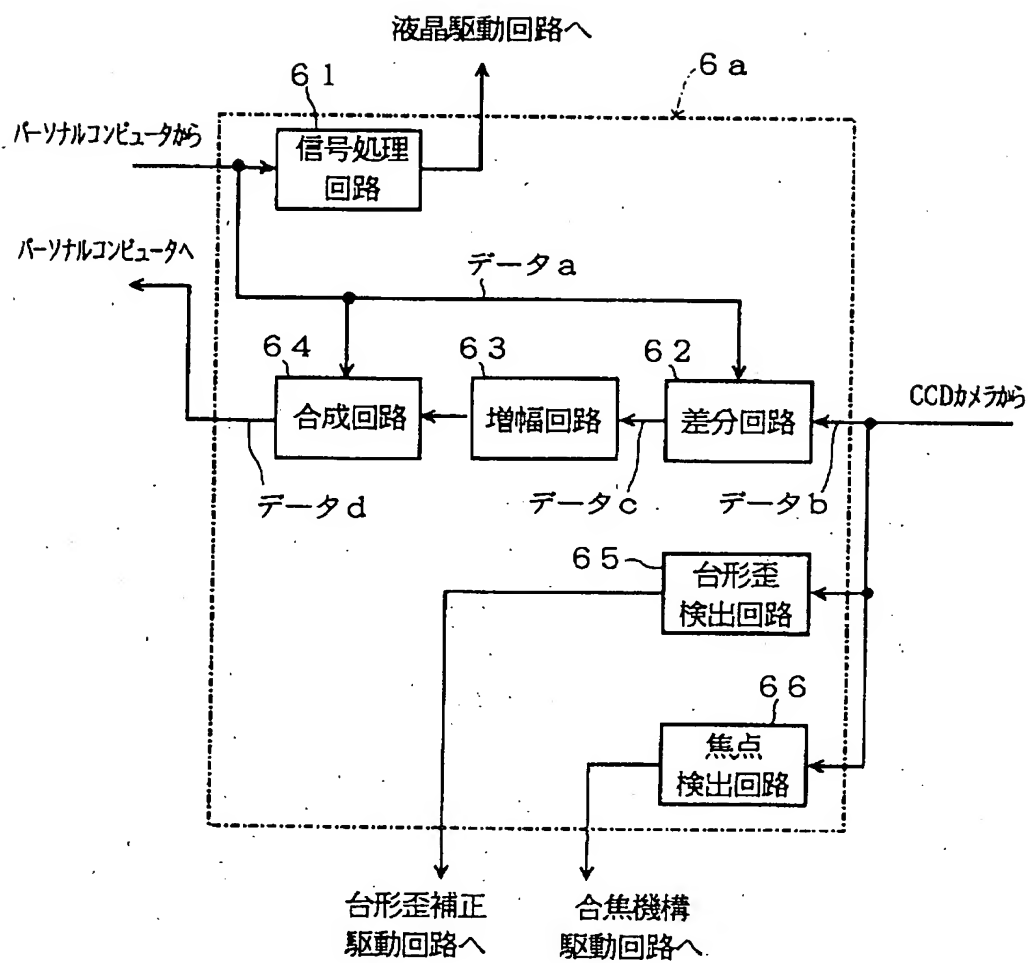 液晶駆動回路へ
61
6a
パーソナルコンピュータから
信号処理
回路
パーソナルコンピュータへ
データa
64
63
62
CCDカメラから
合成回路
増幅回路
差分回路
データd
データc
データb
65
台形歪
検出回路
66
焦点
検出回路
台形歪補正
駆動回路へ
合焦機構
駆動回路へ